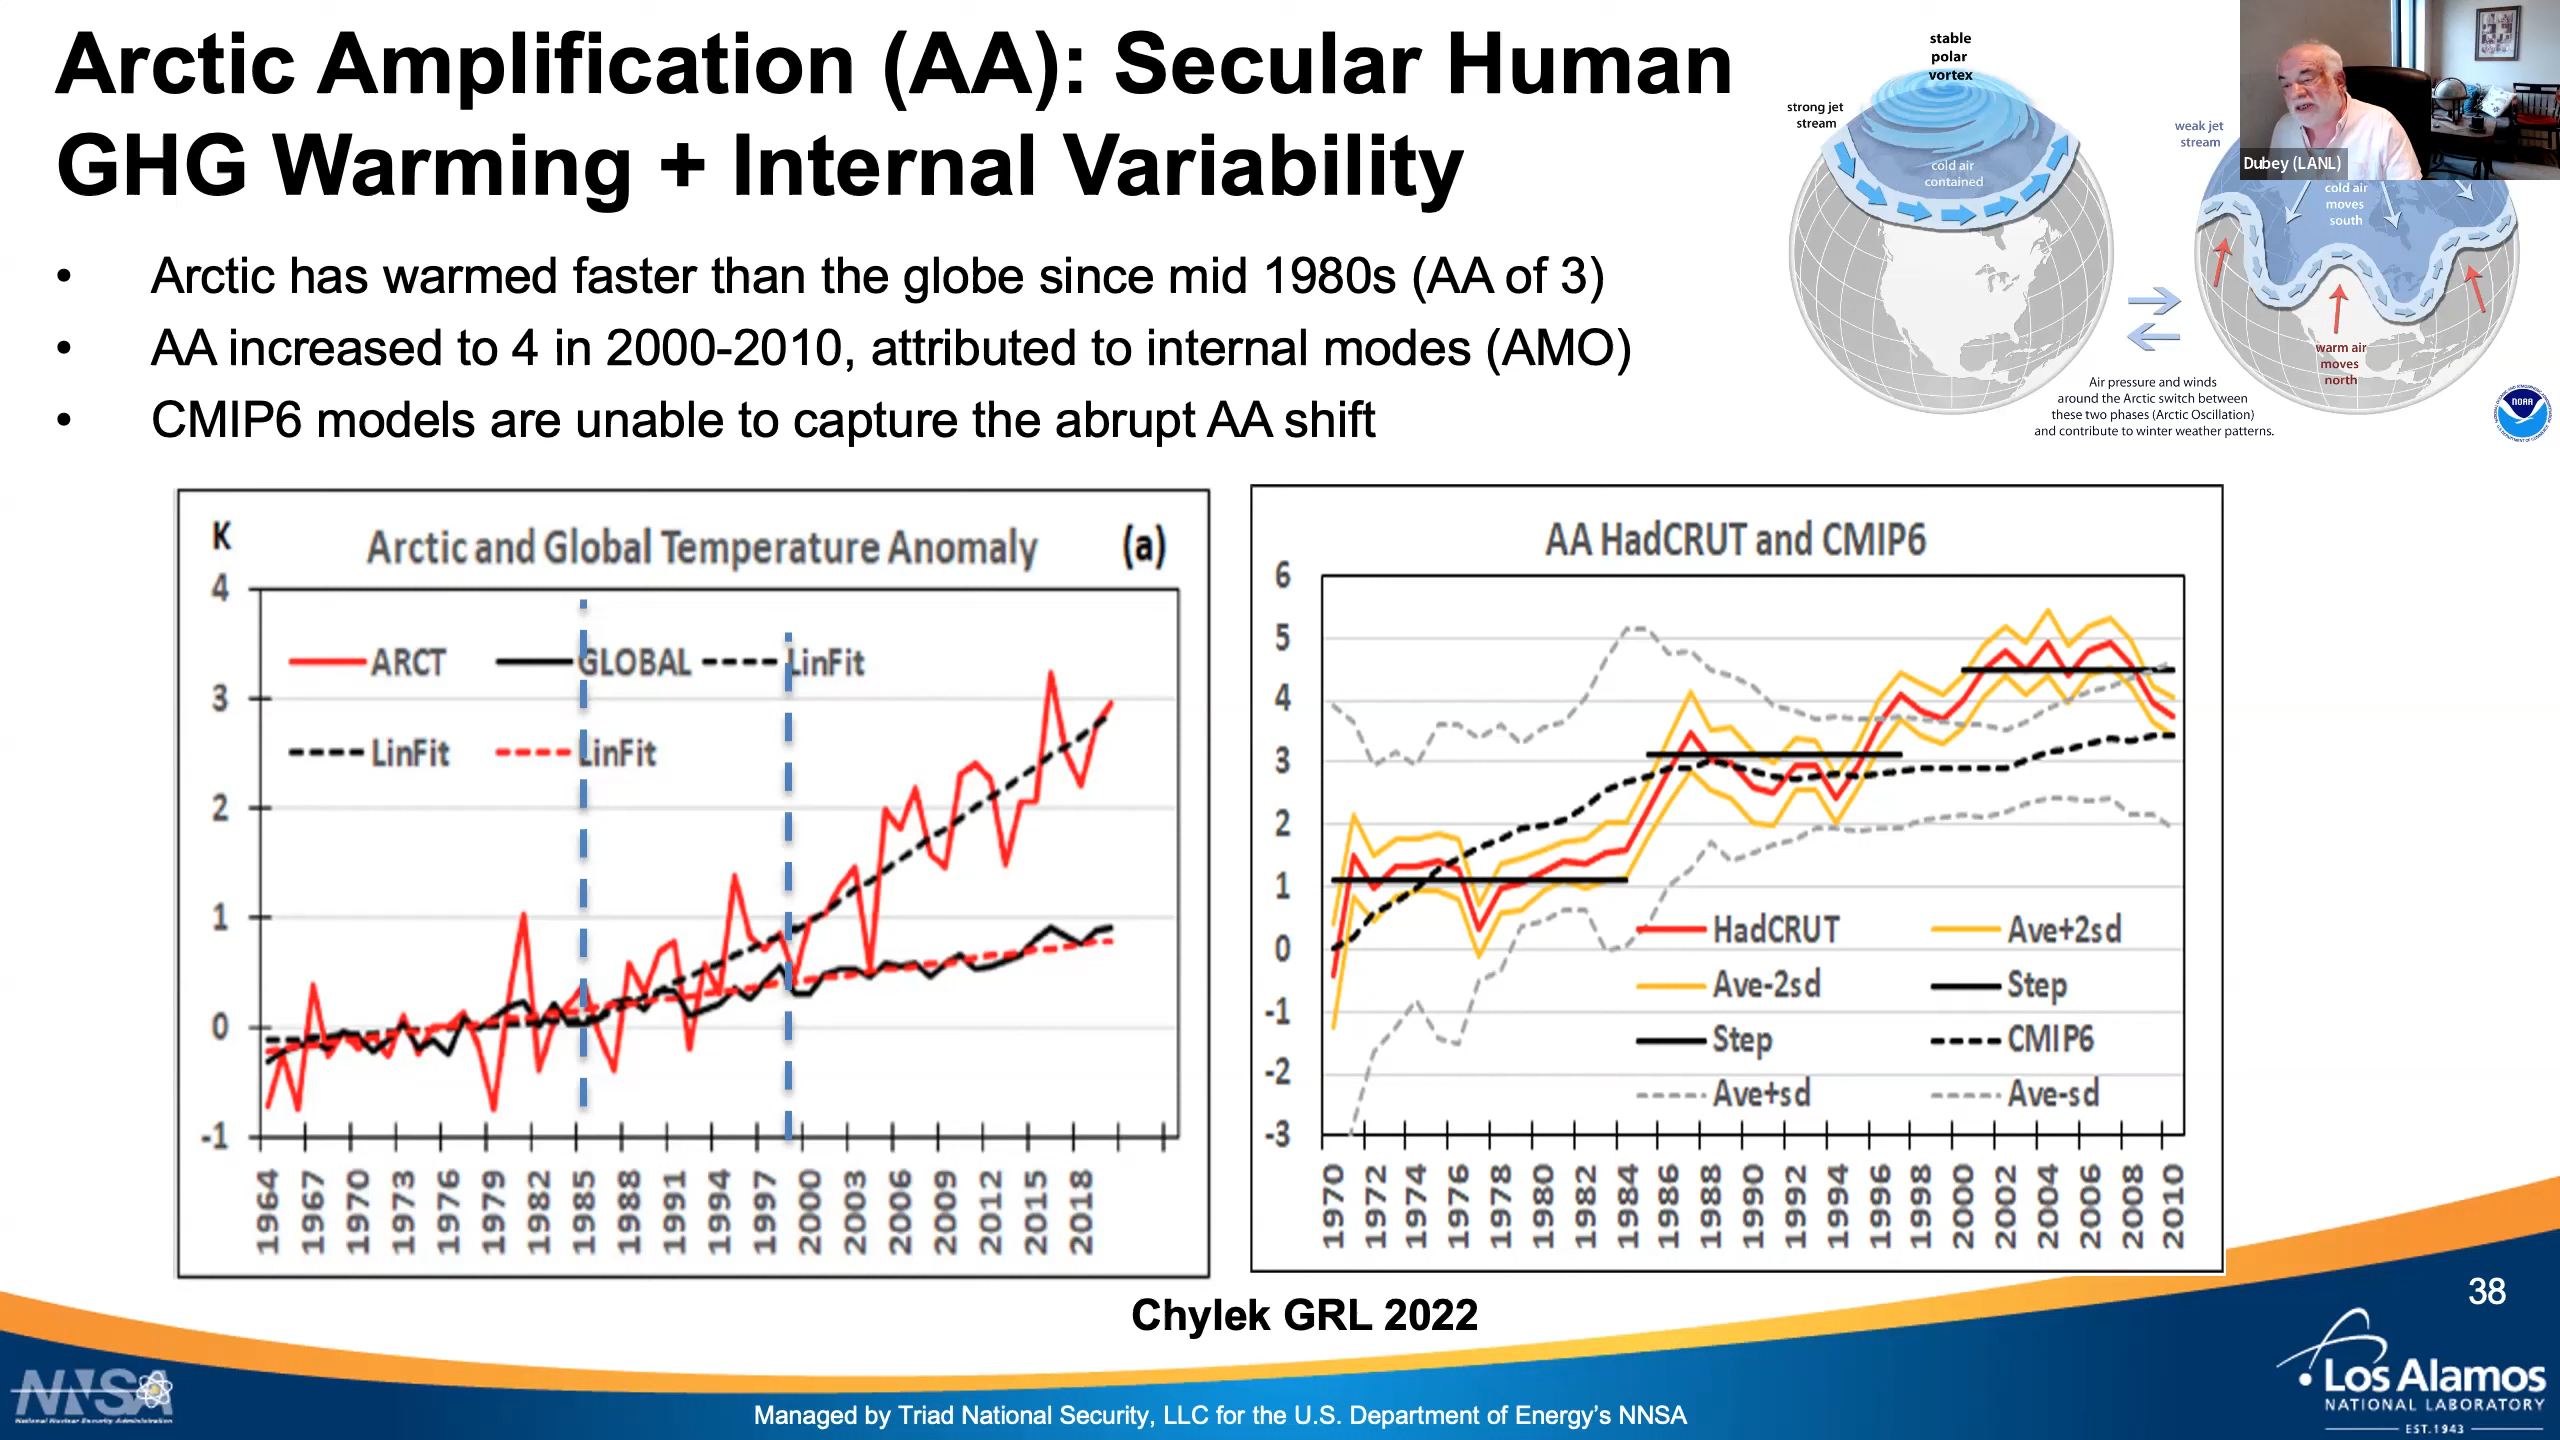 Arctic Amplification (AA): Secular Human
GHG Warming + Internal Variability
• Arctic has warmed faster than the globe since mid 1980s (AA of 3)
• AA increased to 4 in 2000-2010, attributed to internal modes (AMO)
• CMIP6 models are unable to capture the abrupt AA shift
stable
polar
vortex
strong jet
stream
cold air
contained
weak jet
stream
Dubey (LANL)
cold air
moves
south
warm air
moves
north
Air pressure and winds
around the Arctic switch between
these two phases (Arctic Oscillation)
and contribute to winter weather patterns.
NOAA
K
Arctic and Global Temperature Anomaly
(a)
4
3
2
1
0
-1
ARCT
GLOBAL
LinFit
LinFit
LinFit
1964
1967
1970
1973
1976
1979
1982
1985
1988
1991
1994
1997
2000
2003
2006
2009
2012
2015
2018
AA HadCRUT and CMIP6
6
5
4
3
2
1
0
-1
-2
-3
HadCRUT
Ave+2sd
Ave-2sd
Step
Step
CMIP6
Ave+sd
Ave-sd
1970
1972
1974
1976
1978
1980
1982
1984
1986
1988
1990
1992
1994
1996
1998
2000
2002
2004
2006
2008
2010
Chylek GRL 2022
38
NNSA
National Nuclear Security Administration
Managed by Triad National Security, LLC for the U.S. Department of Energy’s NNSA
Los Alamos
NATIONAL LABORATORY
EST. 1943